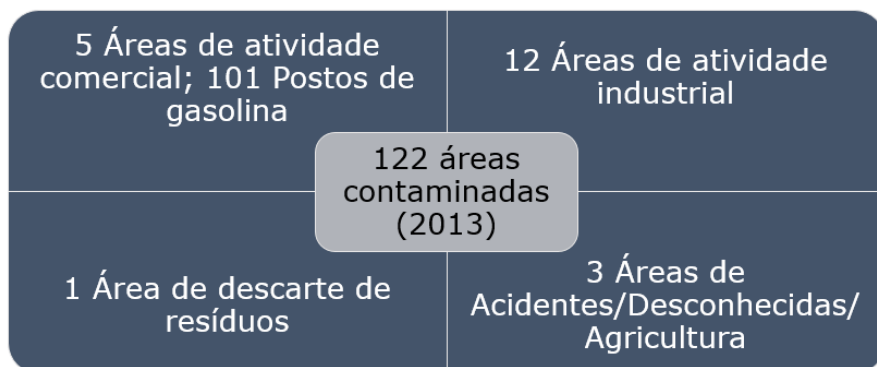 5 Áreas de atividade
comercial; 101 Postos de
gasolina
12 Áreas de atividade
industrial
122 áreas
contaminadas
(2013)
1 Área de descarte de
resíduos
3 Áreas de
Acidentes/Desconhecidas/
Agricultura